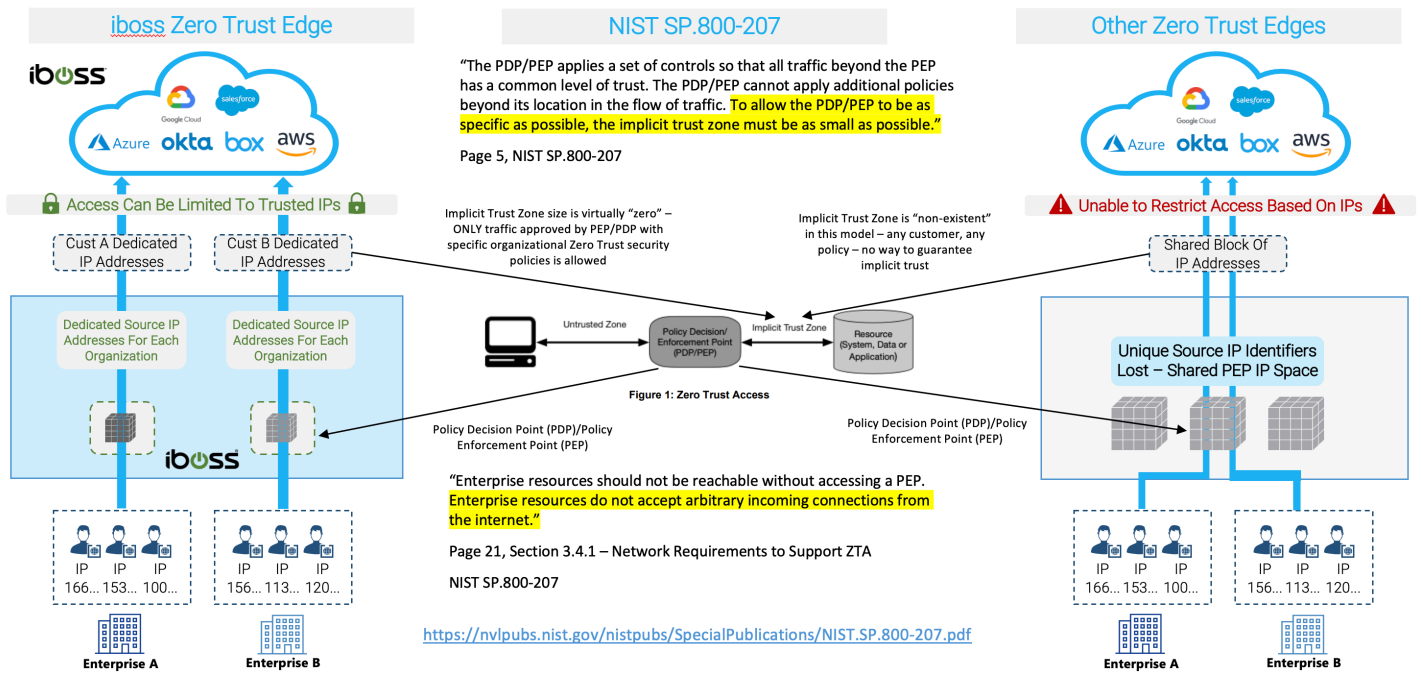 iboss Zero Trust Edge
iboss
Google Cloud
salesforce
Azure
okta
box
aws
Access Can Be Limited To Trusted IPs
Cust A Dedicated
IP Addresses
Cust B Dedicated
IP Addresses
Dedicated Source IP
Addresses For Each
Organization
Dedicated Source IP
Addresses For Each
Organization
iboss
IP
166...
IP
153...
IP
100...
IP
156...
IP
113...
IP
120...
Enterprise A
Enterprise B
NIST SP.800-207
“The PDP/PEP applies a set of controls so that all traffic beyond the PEP
has a common level of trust. The PDP/PEP cannot apply additional policies
beyond its location in the flow of traffic. To allow the PDP/PEP to be as
specific as possible, the implicit trust zone must be as small as possible.”
Page 5, NIST SP.800-207
Implicit Trust Zone size is virtually “zero” –
ONLY traffic approved by PEP/PDP with
specific organizational Zero Trust security
policies is allowed
Implicit Trust Zone is “non-existent”
in this model – any customer, any
policy – no way to guarantee
implicit trust
Untrusted Zone
Policy Decision/
Enforcement Point
(PDP/PEP)
Implicit Trust Zone
Resource
(System, Data or
Application)
Figure 1: Zero Trust Access
Policy Decision Point (PDP)/Policy
Enforcement Point (PEP)
Policy Decision Point (PDP)/Policy
Enforcement Point (PEP)
“Enterprise resources should not be reachable without accessing a PEP.
Enterprise resources do not accept arbitrary incoming connections from
the internet.”
Page 21, Section 3.4.1 – Network Requirements to Support ZTA
NIST SP.800-207
https://nvlpubs.nist.gov/nistpubs/SpecialPublications/NIST.SP.800-207.pdf
Other Zero Trust Edges
Google Cloud
salesforce
Azure
okta
box
aws
Unable to Restrict Access Based On IPs
Shared Block Of
IP Addresses
Unique Source IP Identifiers
Lost – Shared PEP IP Space
IP
166...
IP
153...
IP
100...
IP
156...
IP
113...
IP
120...
Enterprise A
Enterprise B